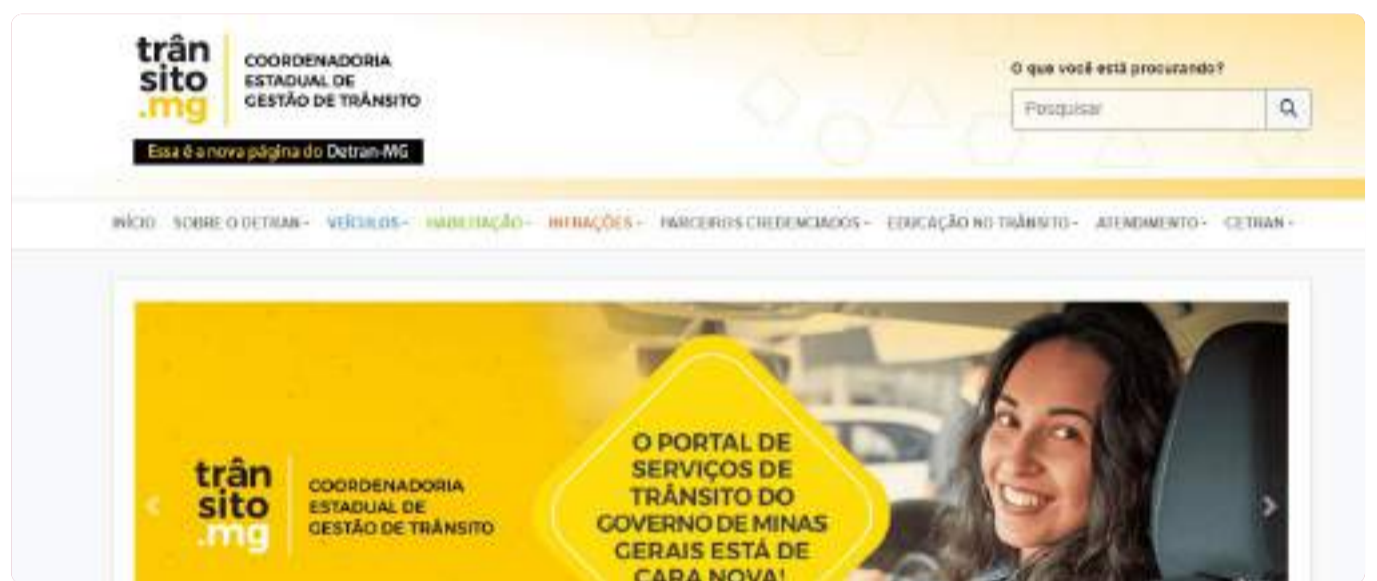 trân
sito
.mg
COORDENADORIA
ESTADUAL DE
GESTÃO DE TRÂNSITO
Essa é a nova página do Detran-MG
O que você está procurando?
Pesquisar
INÍCIO SOBRE O DETRAN VEÍCULOS HABILITAÇÃO INFRAÇÕES PARCEIROS CREDENCIADOS EDUCAÇÃO NO TRÂNSITO ATENDIMENTO CETRAN
trân
sito
.mg
COORDENADORIA
ESTADUAL DE
GESTÃO DE TRÂNSITO
O PORTAL DE
SERVIÇOS DE
TRÂNSITO DO
GOVERNO DE MINAS
GERAIS ESTÁ DE
CARA NOVA!